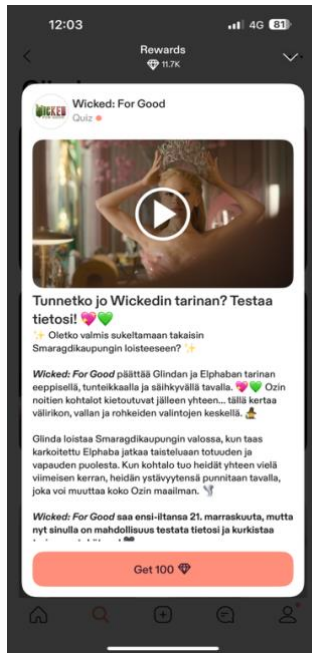 12:03
4G 81
Rewards
11.7K
Wicked: For Good
Quiz
Tunnetko jo Wickedin tarinan? Testaa
tietosi! 💖💚
✨ Oletko valmis sukeltamaan takaisin
Smaragdikaupungin loisteeseen? ✨
Wicked: For Good päättää Glindan ja Elphaban tarinan
eeppisellä, tunteikkaalla ja säihkyvällä tavalla. 💖💚 Ozin
noitien kohtalot kietoutuvat jälleen yhteen... tällä kertaa
välirikon, vallan ja rohkeiden valintojen keskellä.
Glinda loistaa Smaragdikaupungin valossa, kun taas
karkoitettu Elphaba jatkaa taisteluaan totuuden ja
vapauden puolesta. Kun kohtalo tuo heidät yhteen vielä
viimeisen kerran, heidän ystävyytensä punnitaan tavalla,
joka voi muuttaa koko Ozin maailman.
Wicked: For Good saa ensi-iltansa 21. marraskuuta, mutta
nyt sinulla on mahdollisuus testata tietosi ja kurkistaa
Get 100